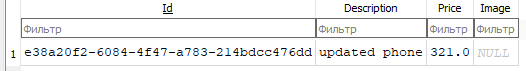 Id Description Price Image
Фильтр Фильтр Фильтр Фильтр
1 e38a20f2-6084-4f47-a783-214bdcc476dd updated phone 321.0 NULL